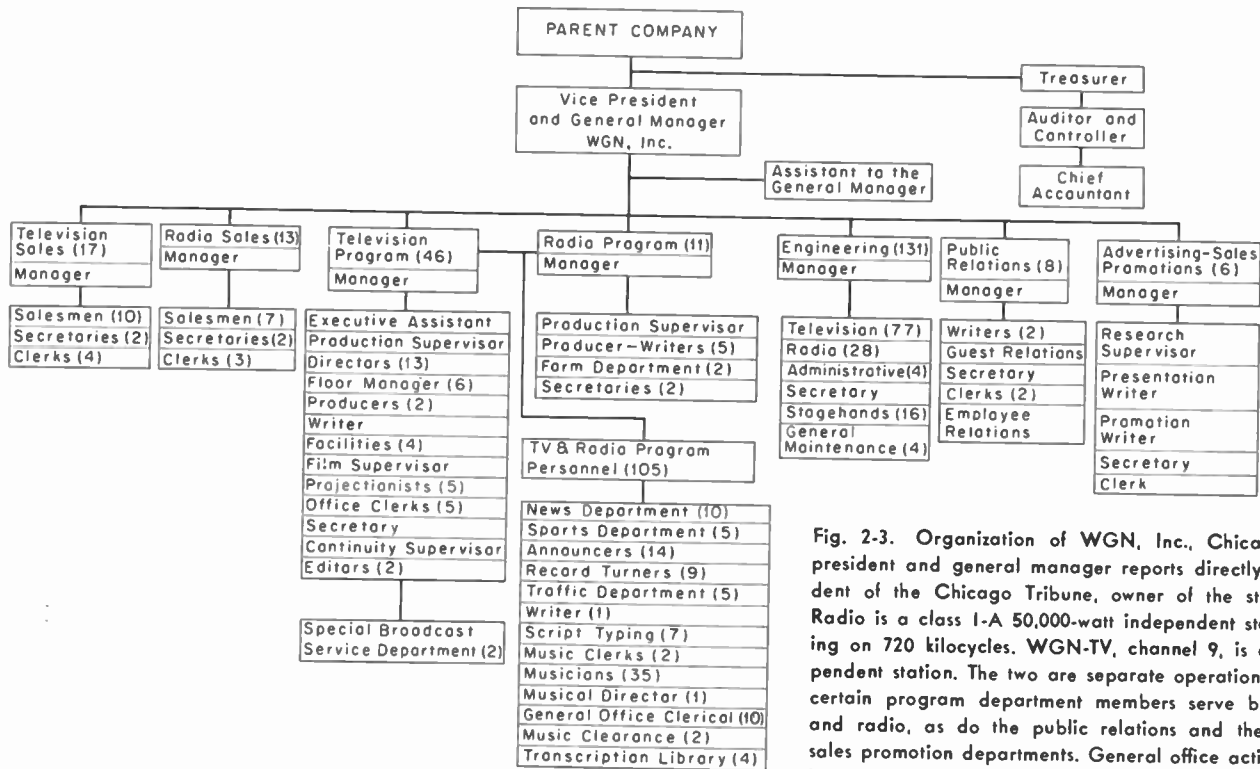 PARENT COMPANY
Treasurer
Vice President
and General Manager
WGN, Inc.
Auditor and
Controller
Assistant to the
General Manager
Chief
Accountant
Television
Sales (17)
Manager
Salesmen (10)
Secretaries (2)
Clerks (4)
Radio Sales (13)
Manager
Salesmen (7)
Secretaries (2)
Clerks (3)
Television
Program (46)
Manager
Executive Assistant
Production Supervisor
Directors (13)
Floor Manager (6)
Producers (2)
Writer
Facilities (4)
Film Supervisor
Projectionists (5)
Office Clerks (5)
Secretary
Continuity Supervisor
Editors (2)
Special Broadcast
Service Department (2)
Radio Program (11)
Manager
Production Supervisor
Producer-Writers (5)
Farm Department (2)
Secretaries (2)
TV & Radio Program
Personnel (105)
News Department (10)
Sports Department (5)
Announcers (14)
Record Turners (9)
Traffic Department (5)
Writer (1)
Script Typing (7)
Music Clerks (2)
Musicians (35)
Musical Director (1)
General Office Clerical (10)
Music Clearance (2)
Transcription Library (4)
Engineering (131)
Manager
Television (77)
Radio (28)
Administrative (4)
Secretary
Stagehands (16)
General
Maintenance (4)
Public
Relations (8)
Manager
Writers (2)
Guest Relations
Secretary
Clerks (2)
Employee
Relations
Advertising-Sales
Promotions (6)
Manager
Research
Supervisor
Presentation
Writer
Promotion
Writer
Secretary
Clerk
Fig. 2-3. Organization of WGN, Inc., Chica
president and general manager reports directly
dent of the Chicago Tribune, owner of the st
Radio is a class I-A 50,000-watt independent st
ing on 720 kilocycles. WGN-TV, channel 9, is
pendent station. The two are separate operation
certain program department members serve b
and radio, as do the public relations and the
sales promotion departments. General office acti